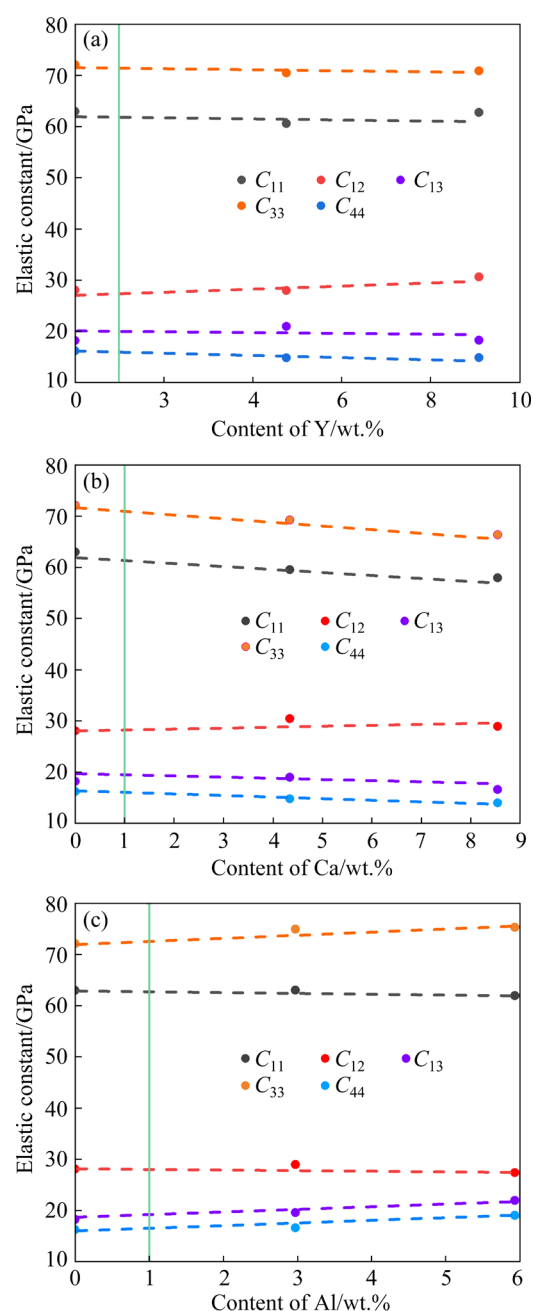 (a)
80
70
60
50
40
30
20
10
Elastic constant/GPa
C11 C12 C13
C33 C44
0 2 4 6 8 10
Content of Y/wt.%
(b)
80
70
60
50
40
30
20
10
Elastic constant/GPa
C11 C12 C13
C33 C44
0 1 2 3 4 5 6 7 8 9
Content of Ca/wt.%
(c)
80
70
60
50
40
30
20
10
Elastic constant/GPa
C11 C12 C13
C33 C44
0 1 2 3 4 5 6
Content of Al/wt.%